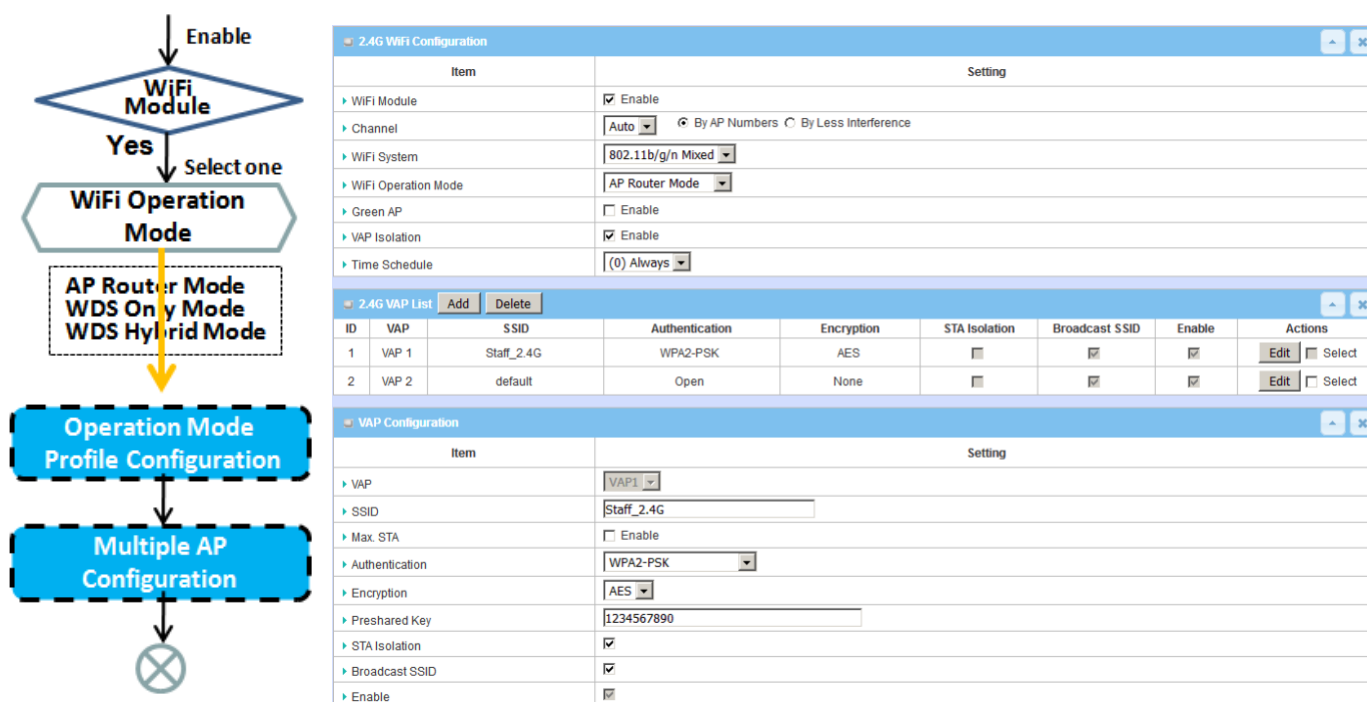 Enable
WiFi
Module
Yes
Select one
WiFi Operation
Mode
AP Router Mode
WDS Only Mode
WDS Hybrid Mode
Operation Mode
Profile Configuration
Multiple AP
Configuration
2.4G WiFi Configuration
Item Setting
WiFi Module Enable
Channel Auto By AP Numbers By Less Interference
WiFi System 802.11b/g/n Mixed
WiFi Operation Mode AP Router Mode
Green AP Enable
VAP Isolation Enable
Time Schedule (0) Always
2.4G VAP List Add Delete
ID VAP SSID Authentication Encryption STA Isolation Broadcast SSID Enable Actions
1 VAP 1 Staff_2.4G WPA2-PSK AES Edit Select
2 VAP 2 default Open None Edit Select
VAP Configuration
Item Setting
VAP VAP1
SSID Staff_2.4G
Max. STA Enable
Authentication WPA2-PSK
Encryption AES
Preshared Key 1234567890
STA Isolation
Broadcast SSID
Enable